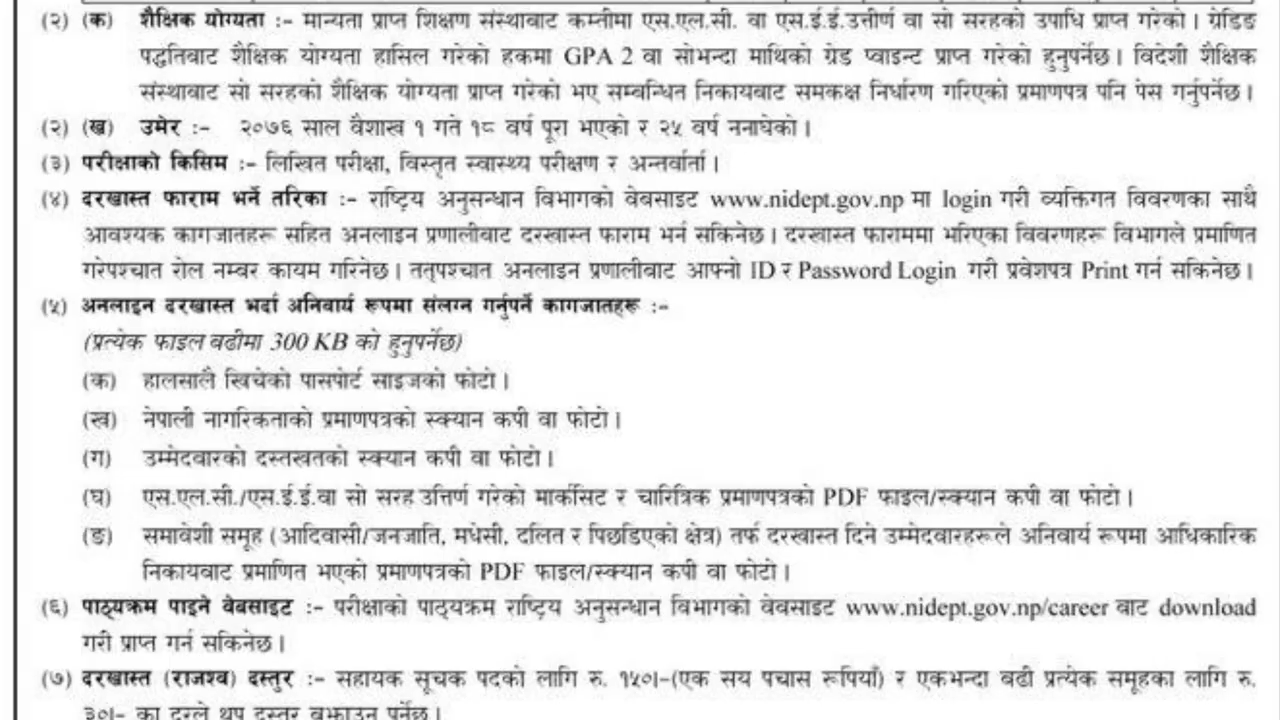 (२) (क) शैक्षिक योग्यता :- मान्यता प्राप्त शिक्षण संस्थाबाट कम्तीमा एस.एल.सी. वा एस.ई.ई.उत्तीर्ण वा सो सरहको उपाधि प्राप्त गरेको । ग्रेडिङ
पद्धतिबाट शैक्षिक योग्यता हासिल गरेको हकमा GPA 2 वा सोभन्दा माथिको ग्रेड प्वाइन्ट प्राप्त गरेको हुनुपर्नेछ । विदेशी शैक्षिक
संस्थाबाट सो सरहको शैक्षिक योग्यता प्राप्त गरेको भए सम्बन्धित निकायबाट समकक्ष निर्धारण गरिएको प्रमाणपत्र पनि पेस गर्नुपर्नेछ ।
(२) (ख) उमेर :- २०७६ साल वैशाख १ गते १८ वर्ष पूरा भएको र २५ वर्ष ननाघेको ।
(३) परीक्षाको किसिम :- लिखित परीक्षा, विस्तृत स्वास्थ्य परीक्षण र अन्तर्वार्ता ।
(४) दरखास्त फाराम भर्ने तरिका :- राष्ट्रिय अनुसन्धान विभागको वेबसाइट www.nidept.gov.np मा login गरी व्यक्तिगत विवरणका साथै
आवश्यक कागजातहरू सहित अनलाइन प्रणालीबाट दरखास्त फाराम भर्न सकिनेछ । दरखास्त फाराममा भरिएका विवरणहरू विभागले प्रमाणित
गरेपश्चात रोल नम्बर कायम गरिनेछ । तत्पश्चात अनलाइन प्रणालीबाट आफ्नो ID र Password Login गरी प्रवेशपत्र Print गर्न सकिनेछ ।
(५) अनलाइन दरखास्त भर्दा अनिवार्य रूपमा संलग्न गर्नुपर्ने कागजातहरू :-
(प्रत्येक फाइल बढीमा 300 KB को हुनुपर्नेछ)
(क) हालसालै खिचेको पासपोर्ट साइजको फोटो ।
(ख) नेपाली नागरिकताको प्रमाणपत्रको स्क्यान कपी वा फोटो ।
(ग) उम्मेदवारको दस्तखतको स्क्यान कपी वा फोटो ।
(घ) एस.एल.सी./एस.ई.ई.वा सो सरह उत्तिर्ण गरेको मार्कसिट र चारित्रिक प्रमाणपत्रको PDF फाइल/स्क्यान कपी वा फोटो ।
(ङ) समावेशी समूह (आदिवासी/जनजाति, मधेसी, दलित र पिछडिएको क्षेत्र) तर्फ दरखास्त दिने उम्मेदवारहरूले अनिवार्य रूपमा आधिकारिक
निकायबाट प्रमाणित भएको प्रमाणपत्रको PDF फाइल/स्क्यान कपी वा फोटो ।
(६) पाठ्यक्रम पाइने वेबसाइट :- परीक्षाको पाठ्यक्रम राष्ट्रिय अनुसन्धान विभागको वेबसाइट www.nidept.gov.np/career बाट download
गरी प्राप्त गर्न सकिनेछ ।
(७) दरखास्त (राजश्व) दस्तुर :- सहायक सूचक पदको लागि रु. १५०।-(एक सय पचास रूपियाँ) र एकभन्दा बढी प्रत्येक समूहका लागि रु.
३०।- का दरले थप दस्तुर बुझाउनु पर्नेछ ।